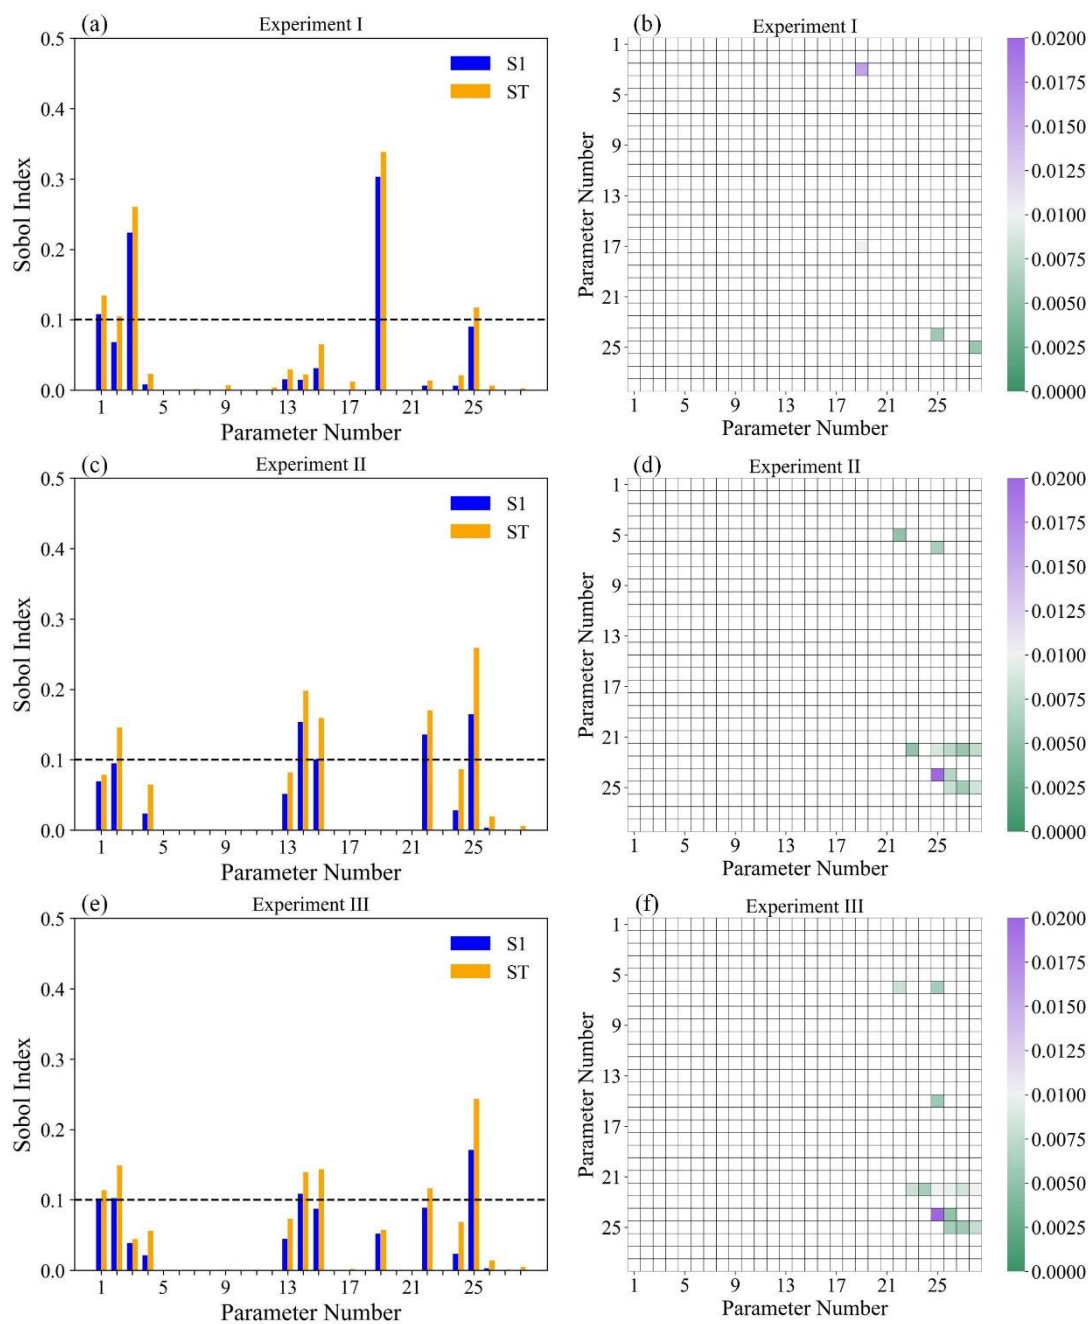 (a)
Experiment I
0.5
0.4
0.3
0.2
0.1
0.0
Sobol Index
S1
ST
1 5 9 13 17 21 25
Parameter Number
(b)
Experiment I
1
5
9
13
17
21
25
Parameter Number
1 5 9 13 17 21 25
Parameter Number
0.0200
0.0175
0.0150
0.0125
0.0100
0.0075
0.0050
0.0025
0.0000
(c)
Experiment II
0.5
0.4
0.3
0.2
0.1
0.0
Sobol Index
S1
ST
1 5 9 13 17 21 25
Parameter Number
(d)
Experiment II
1
5
9
13
17
21
25
Parameter Number
1 5 9 13 17 21 25
Parameter Number
0.0200
0.0175
0.0150
0.0125
0.0100
0.0075
0.0050
0.0025
0.0000
(e)
Experiment III
0.5
0.4
0.3
0.2
0.1
0.0
Sobol Index
S1
ST
1 5 9 13 17 21 25
Parameter Number
(f)
Experiment III
1
5
9
13
17
21
25
Parameter Number
1 5 9 13 17 21 25
Parameter Number
0.0200
0.0175
0.0150
0.0125
0.0100
0.0075
0.0050
0.0025
0.0000